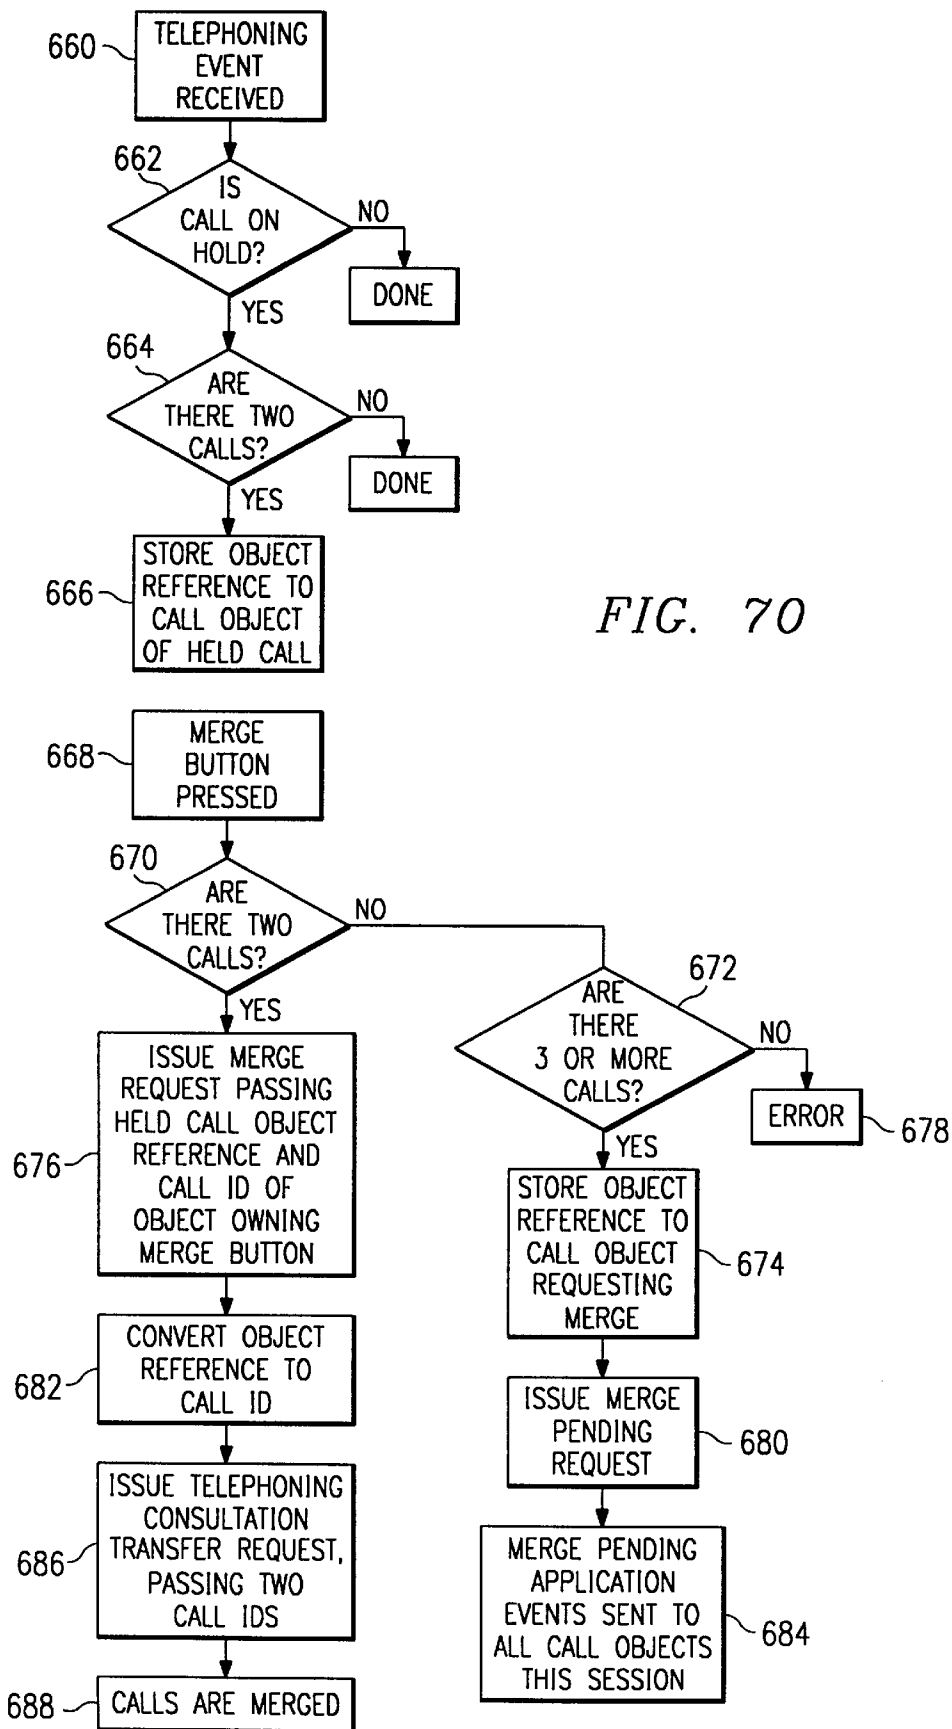 660
TELEPHONING
EVENT
RECEIVED
662
IS
CALL ON
HOLD?
NO
DONE
YES
664
ARE
THERE TWO
CALLS?
NO
DONE
YES
666
STORE OBJECT
REFERENCE TO
CALL OBJECT
OF HELD CALL
FIG. 70
668
MERGE
BUTTON
PRESSED
670
ARE
THERE TWO
CALLS?
NO
YES
672
ARE
THERE
3 OR MORE
CALLS?
NO
ERROR
678
YES
676
ISSUE MERGE
REQUEST PASSING
HELD CALL OBJECT
REFERENCE AND
CALL ID OF
OBJECT OWNING
MERGE BUTTON
STORE OBJECT
REFERENCE TO
CALL OBJECT
REQUESTING
MERGE
674
682
CONVERT OBJECT
REFERENCE TO
CALL ID
ISSUE MERGE
PENDING
REQUEST
680
686
ISSUE TELEPHONING
CONSULTATION
TRANSFER REQUEST,
PASSING TWO
CALL IDS
MERGE PENDING
APPLICATION
EVENTS SENT TO
ALL CALL OBJECTS
THIS SESSION
684
688
CALLS ARE MERGED